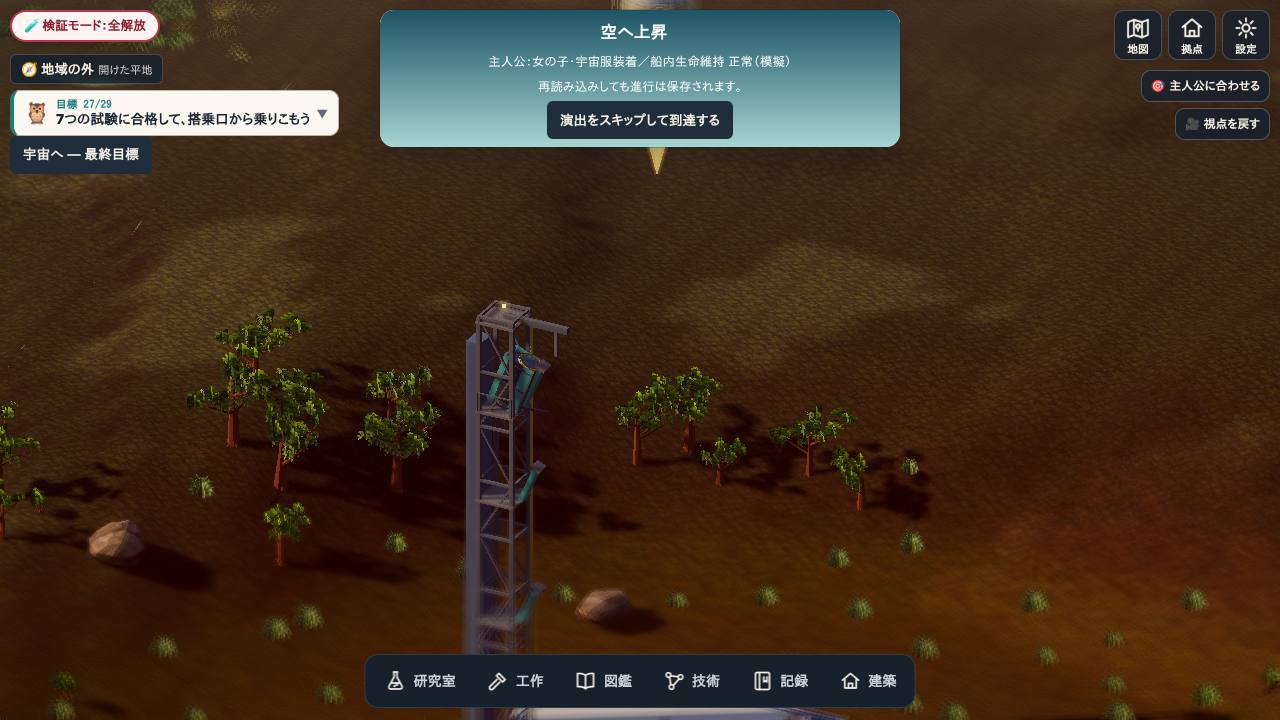 検証モード:全解放
地域の外 開けた平地
目標 27/29
7つの試験に合格して、搭乗口から乗りこもう
宇宙へ — 最終目標
空へ上昇
主人公:女の子・宇宙服装着／船内生命維持 正常(模擬)
再読み込みしても進行は保存されます。
演出をスキップして到達する
地図
拠点
設定
主人公に合わせる
視点を戻す
研究室
工作
図鑑
技術
記録
建築